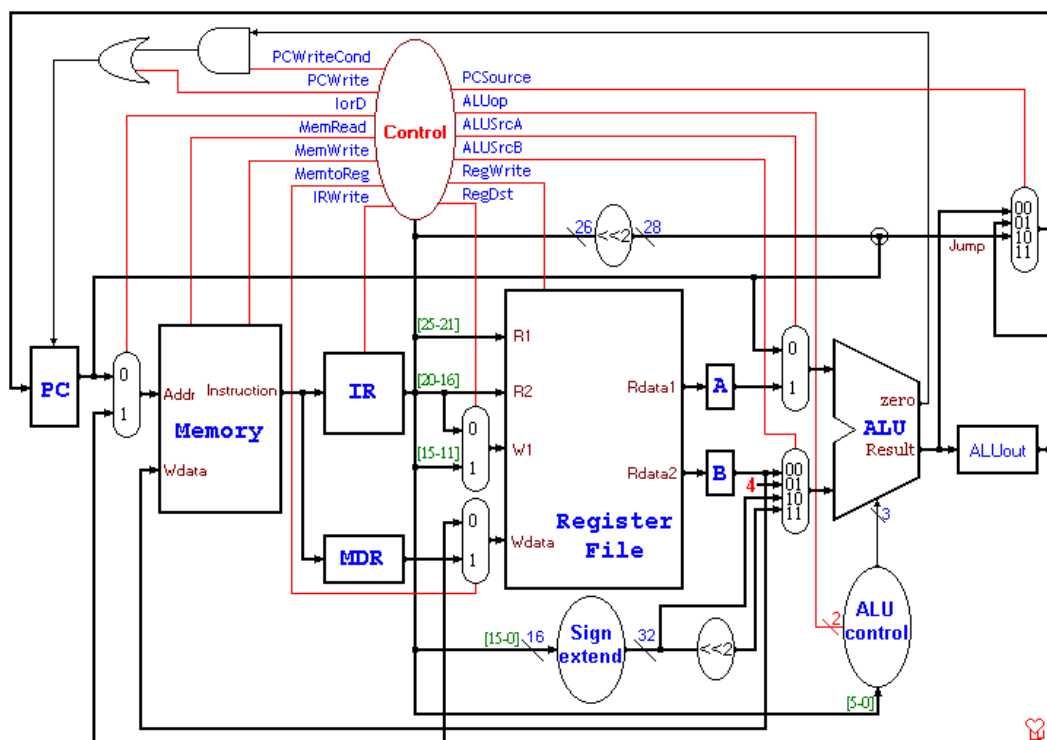 PCWriteCond
PCWrite
IorD
MemRead
MemWrite
MemtoReg
IRWrite
Control
PCSource
ALUop
ALUSrcA
ALUSrcB
RegWrite
RegDst
26
<<2
28
Jump
00
01
10
11
PC
0
1
Addr
Instruction
Memory
Wdata
IR
MDR
[25-21]
[20-16]
[15-11]
0
1
0
1
R1
R2
W1
Wdata
Rdata1
Rdata2
Register
File
A
B
0
1
4
00
01
10
11
zero
ALU
Result
ALUout
3
[15-0]
16
Sign
extend
32
<<2
2
ALU
control
[5-0]